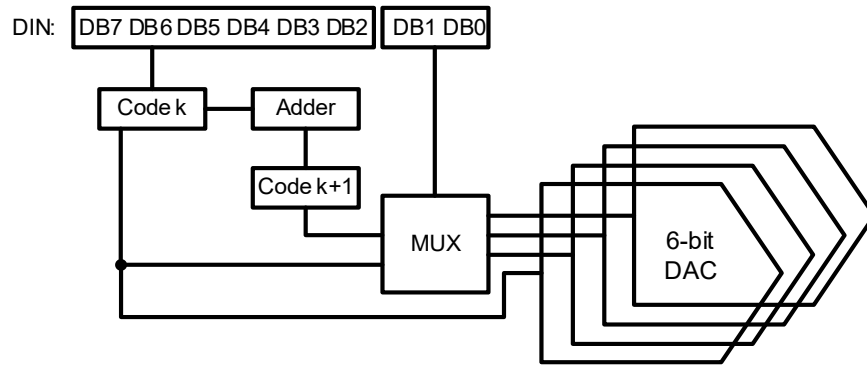 DIN: DB7 DB6 DB5 DB4 DB3 DB2 DB1 DB0
Code k Adder
Code k+1
MUX
6-bit
DAC